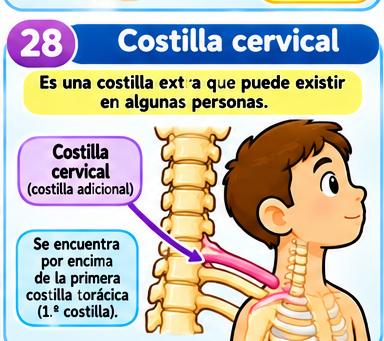 28
Costilla cervical
Es una costilla extra que puede existir
en algunas personas.
Costilla
cervical
(costilla adicional)
Se encuentra
por encima
de la primera
costilla torácica
(1.ª costilla).